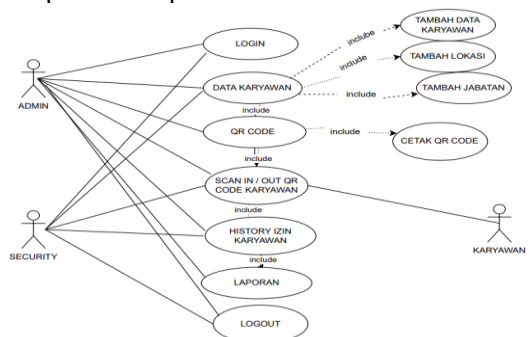 TAMBAH DATA
KARYAWAN
inclube
LOGIN
TAMBAH LOKASI
include
ADMIN
DATA KARYAWAN
include
TAMBAH JABATAN
include
QR CODE
include
CETAK QR CODE
include
SCAN IN / OUT QR
CODE KARYAWAN
include
HISTORY IZIN
KARYAWAN
SECURITY
KARYAWAN
include
LAPORAN
LOGOUT